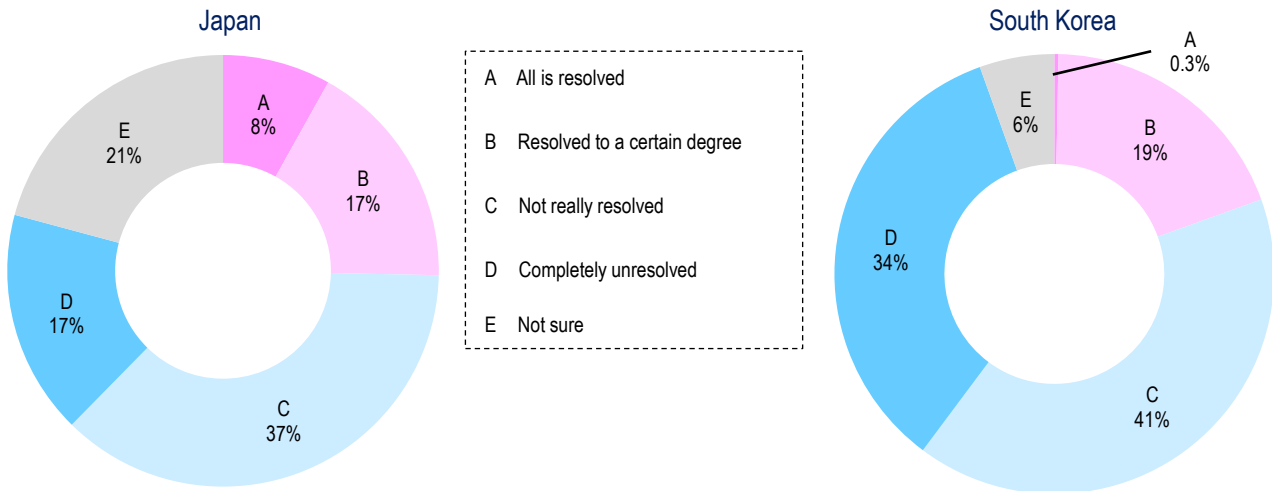 Japan
A
8%
B
17%
C
37%
D
17%
E
21%
A All is resolved
B Resolved to a certain degree
C Not really resolved
D Completely unresolved
E Not sure
South Korea
A
0.3%
B
19%
C
41%
D
34%
E
6%